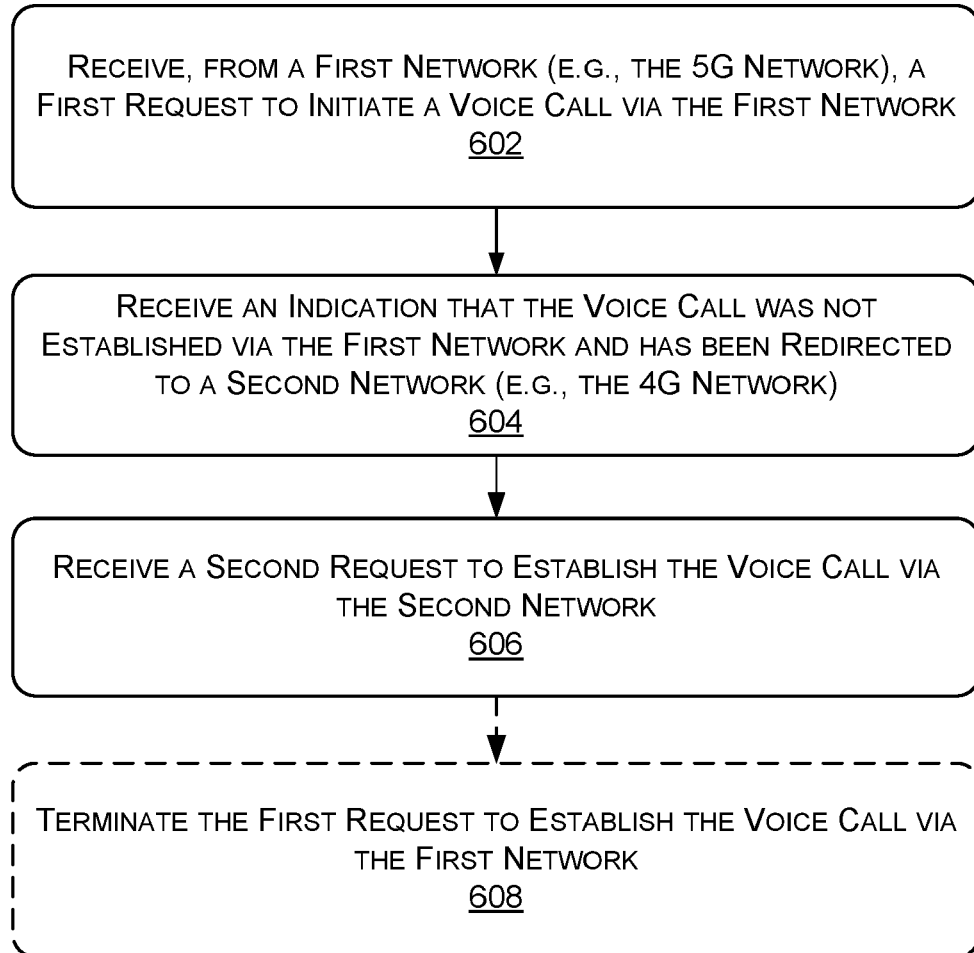 RECEIVE, FROM A FIRST NETWORK (E.G., THE 5G NETWORK), A
FIRST REQUEST TO INITIATE A VOICE CALL VIA THE FIRST NETWORK
602
RECEIVE AN INDICATION THAT THE VOICE CALL WAS NOT
ESTABLISHED VIA THE FIRST NETWORK AND HAS BEEN REDIRECTED
TO A SECOND NETWORK (E.G., THE 4G NETWORK)
604
RECEIVE A SECOND REQUEST TO ESTABLISH THE VOICE CALL VIA
THE SECOND NETWORK
606
TERMINATE THE FIRST REQUEST TO ESTABLISH THE VOICE CALL VIA
THE FIRST NETWORK
608